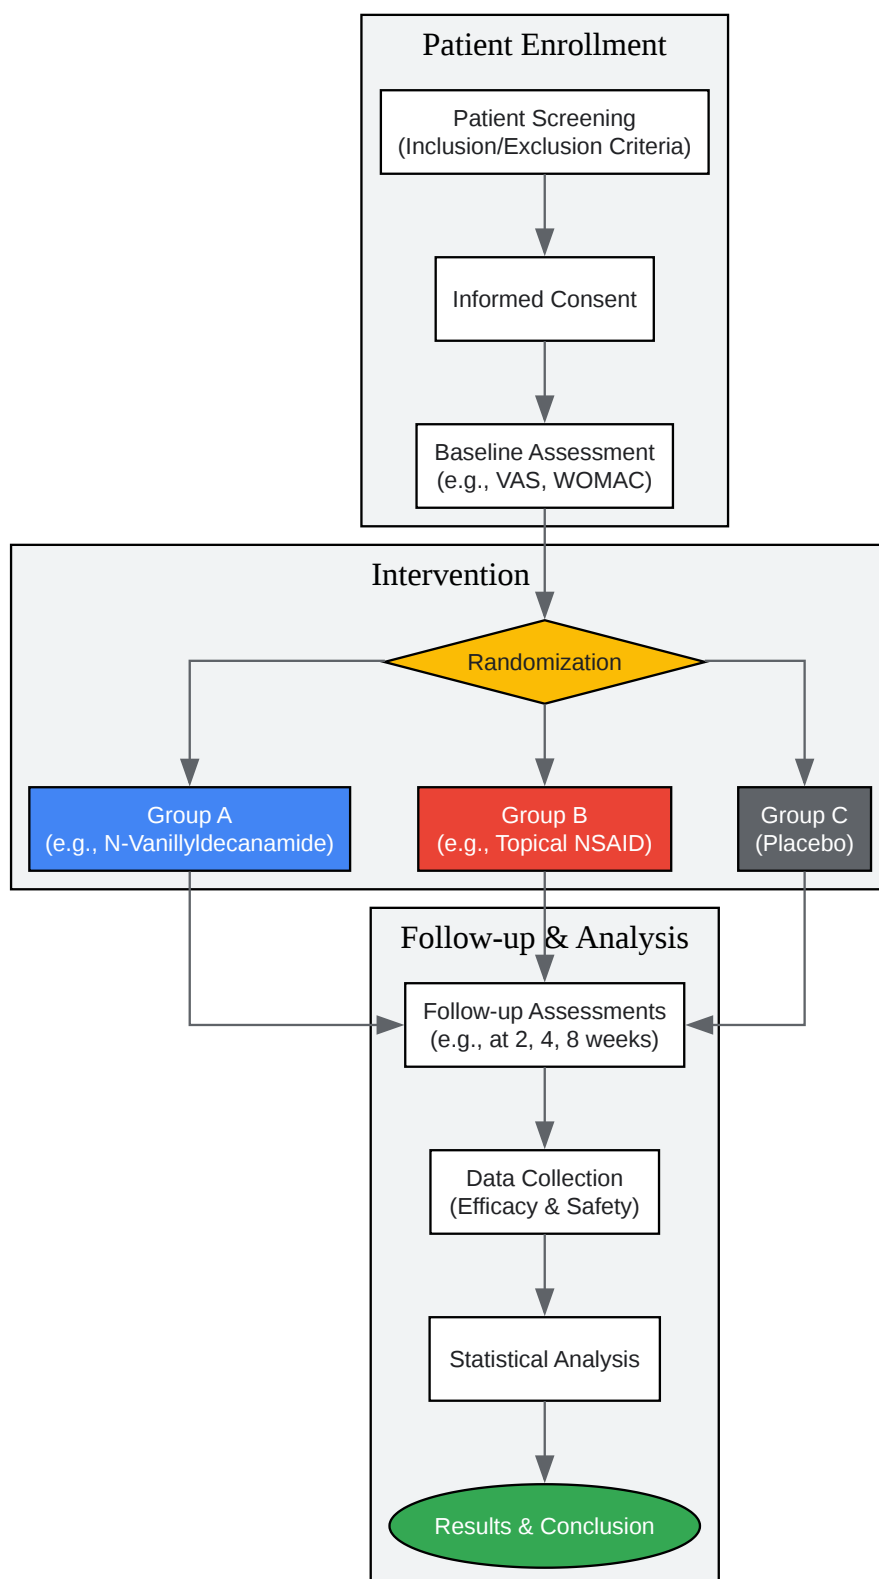 Patient Enrollment
Patient Screening
(Inclusion/Exclusion Criteria)
Informed Consent
Baseline Assessment
(e.g., VAS, WOMAC)
Intervention
Randomization
Group A
(e.g., N-Vanillyldecanamide)
Group B
(e.g., Topical NSAID)
Group C
(Placebo)
Follow-up & Analysis
Follow-up Assessments
(e.g., at 2, 4, 8 weeks)
Data Collection
(Efficacy & Safety)
Statistical Analysis
Results & Conclusion